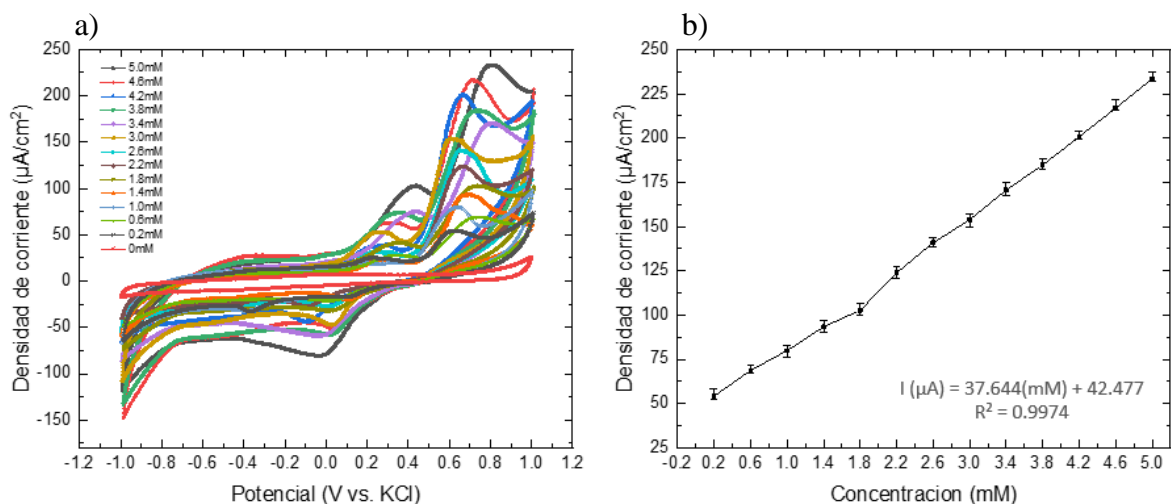 a)
250
200
150
100
50
0
-50
-100
-150
Densidad de corriente (µA/cm²)
5.0mM
4.6mM
4.2mM
3.8mM
3.4mM
3.0mM
2.6mM
2.2mM
1.8mM
1.4mM
1.0mM
0.6mM
0.2mM
0mM
-1.2 -1.0 -0.8 -0.6 -0.4 -0.2 0.0 0.2 0.4 0.6 0.8 1.0 1.2
Potencial (V vs. KCl)
b)
250
225
200
175
150
125
100
75
50
25
Densidad de corriente (µA/cm²)
I (µA) = 37.644(mM) + 42.477
R² = 0.9974
-0.2 0.2 0.6 1.0 1.4 1.8 2.2 2.6 3.0 3.4 3.8 4.2 4.6 5.0
Concentracion (mM)